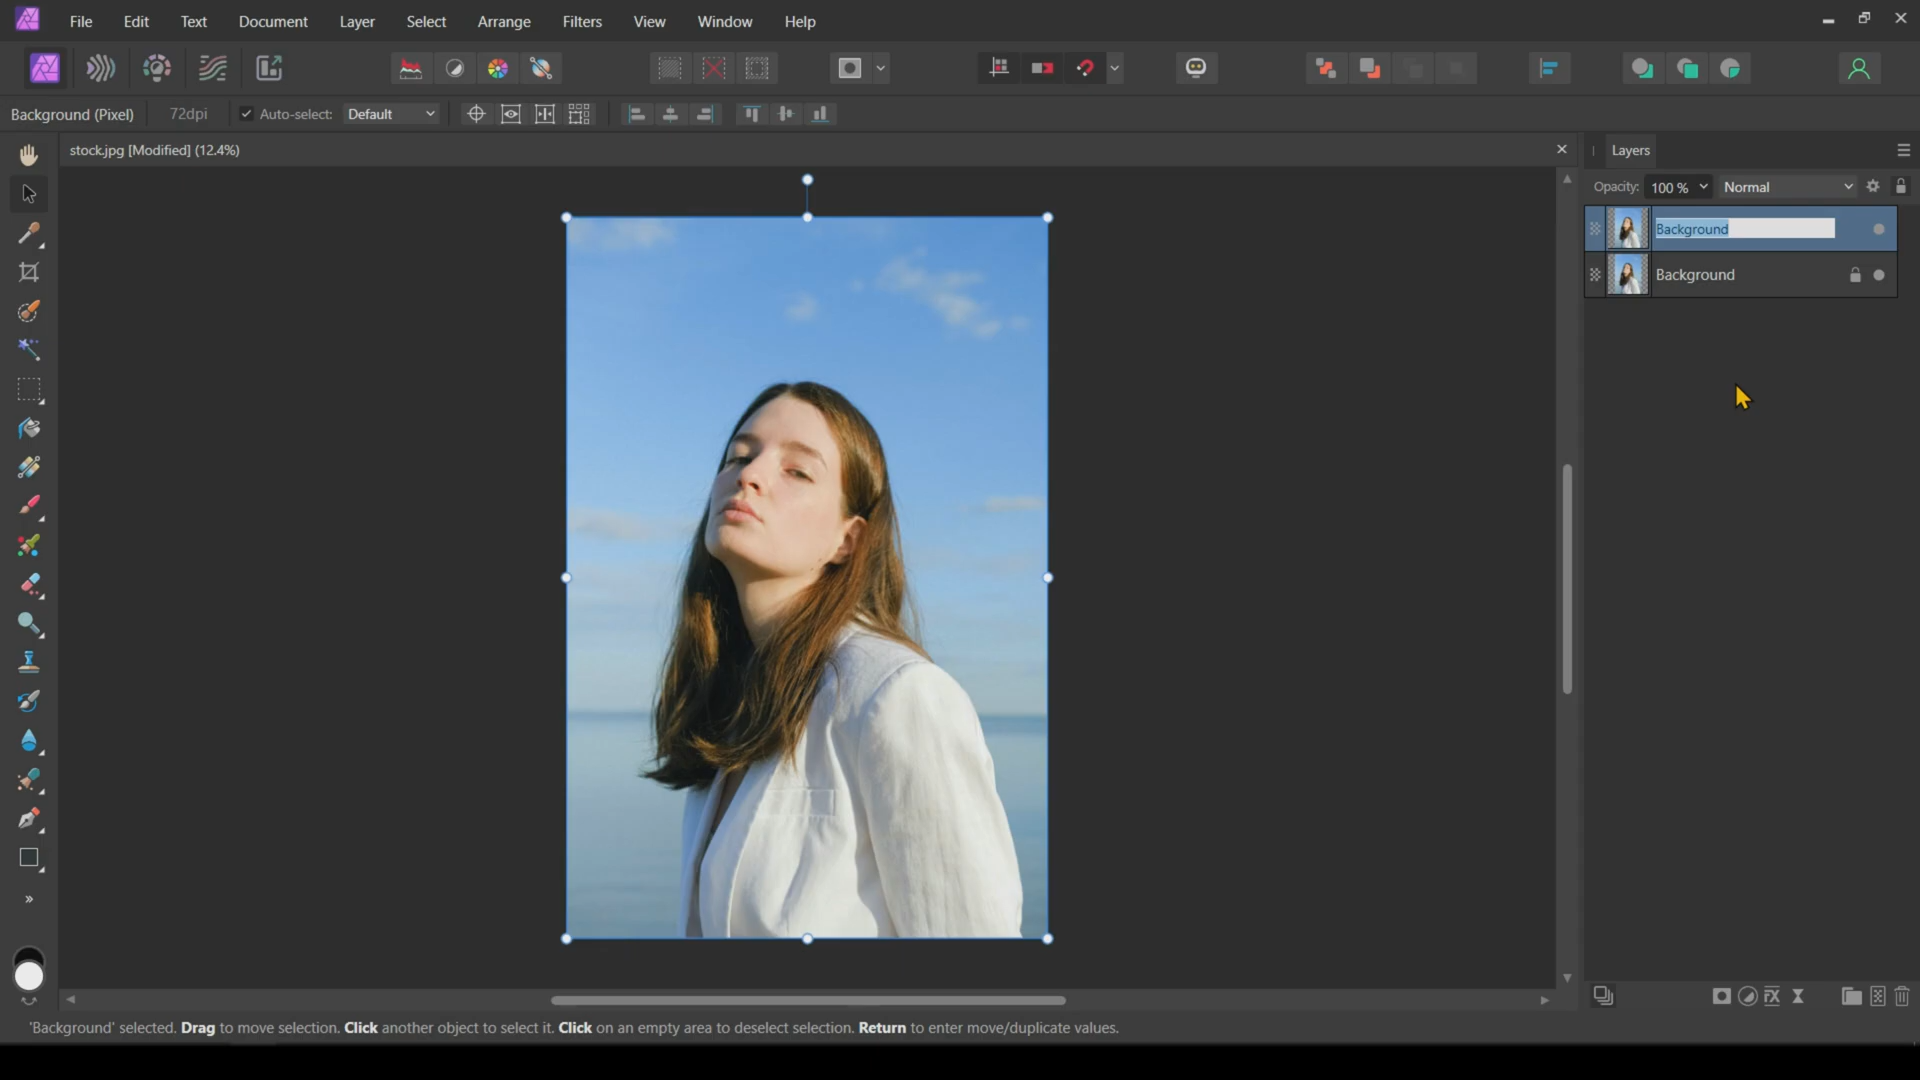 File Edit Text Document Layer Select Arrange Filters View Window Help
Background (Pixel) 72dpi Auto-select: Default
stock.jpg [Modified] (12.4%)
Layers
Opacity: 100 % Normal
Background
Background
'Background' selected. Drag to move selection. Click another object to select it. Click on an empty area to deselect selection. Return to enter move/duplicate values.